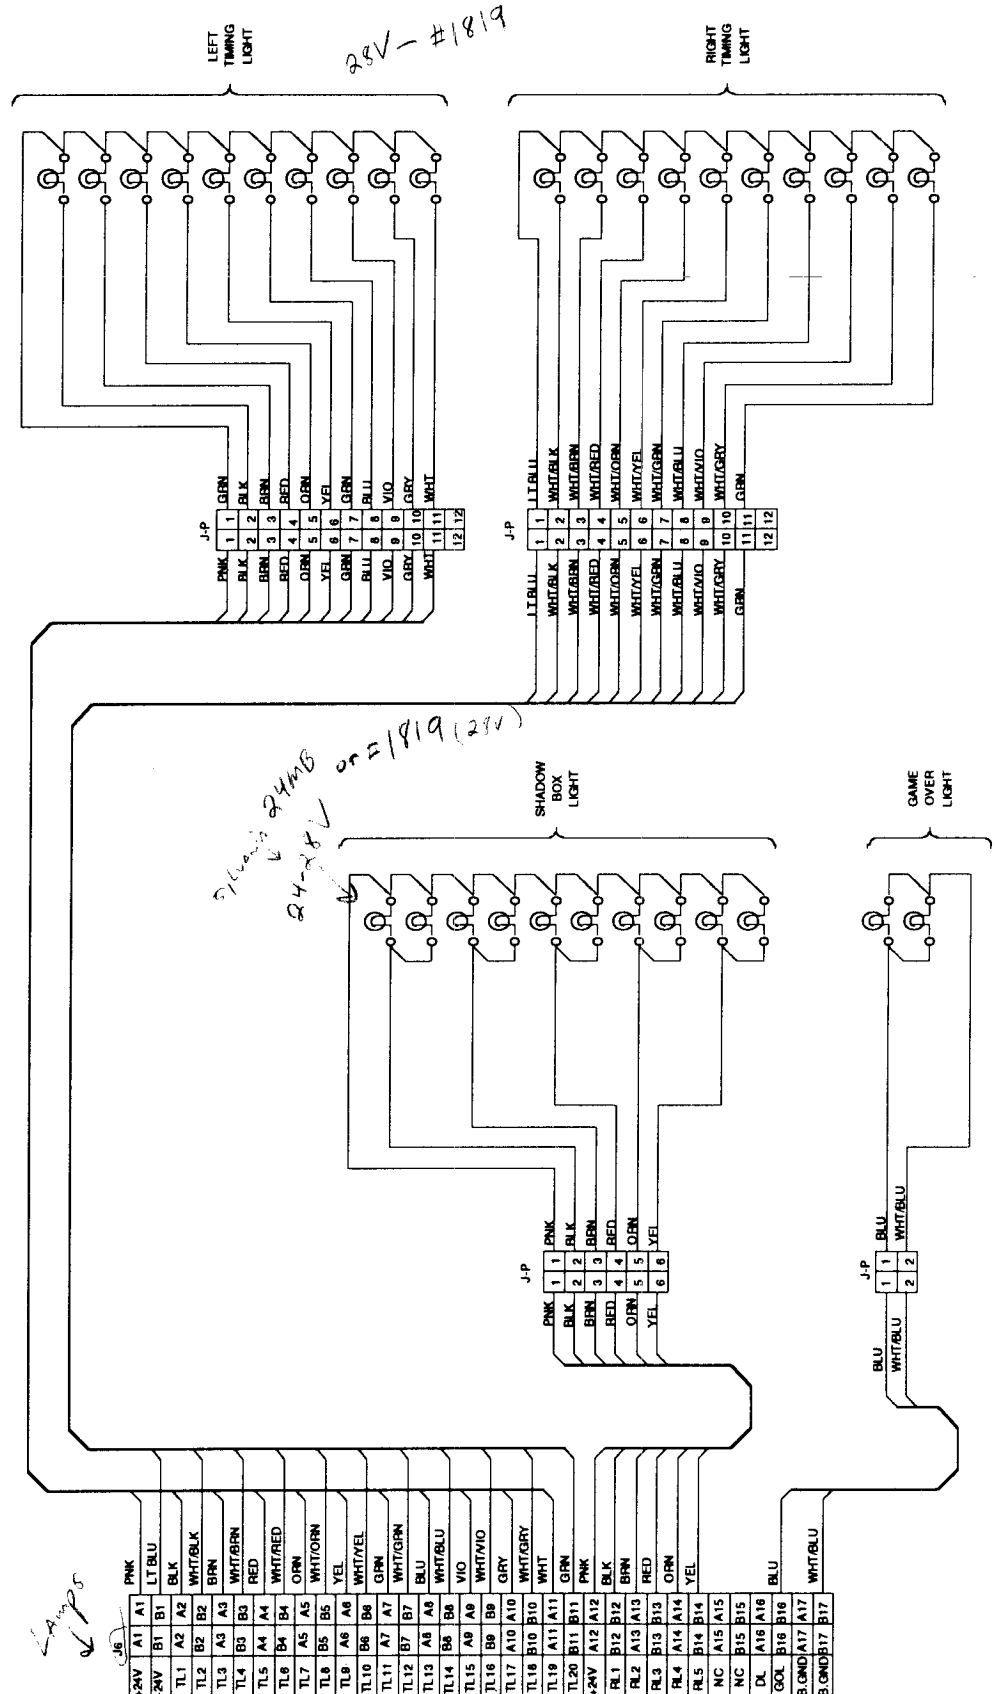 28V - #1819
LEFT
TIMING
LIGHT
RIGHT
TIMING
LIGHT
J-P
PNK 1 1 GRN
BLK 2 2 BLK
BRN 3 3 BRN
RED 4 4 RED
ORN 5 5 ORN
YEL 6 6 YEL
GRN 7 7 GRN
BLU 8 8 BLU
VIO 9 9 VIO
GRY 10 10 GRY
WHT 11 11 WHT
12 12
J-P
LT BLU 1 1 LT BLU
WHT/BLK 2 2 WHT/BLK
WHT/BRN 3 3 WHT/BRN
WHT/RED 4 4 WHT/RED
WHT/ORN 5 5 WHT/ORN
WHT/YEL 6 6 WHT/YEL
WHT/GRN 7 7 WHT/GRN
WHT/BLU 8 8 WHT/BLU
WHT/VIO 9 9 WHT/VIO
WHT/GRY 10 10 WHT/GRY
GRN 11 11 GRN
12 12
24MB or #1819 (28V)
24-28V
SHADOW
BOX
LIGHT
GAME
OVER
LIGHT
J-P
PNK 1 1 PNK
BLK 2 2 BLK
BRN 3 3 BRN
RED 4 4 RED
ORN 5 5 ORN
YEL 6 6 YEL
J-P
BLU 1 1 BLU
WHT/BLU 2 2 WHT/BLU
Lamps
J6
+24V A1 A1 PNK
+24V B1 B1 LT BLU
TL1 A2 A2 BLK
TL2 B2 B2 WHT/BLK
TL3 A3 A3 BRN
TL4 B3 B3 WHT/BRN
TL5 A4 A4 RED
TL6 B4 B4 WHT/RED
TL7 A5 A5 ORN
TL8 B5 B5 WHT/ORN
TL9 A6 A6 YEL
TL10 B6 B6 WHT/YEL
TL11 A7 A7 GRN
TL12 B7 B7 WHT/GRN
TL13 A8 A8 BLU
TL14 B8 B8 WHT/BLU
TL15 A9 A9 VIO
TL16 B9 B9 WHT/VIO
TL17 A10 A10 GRY
TL18 B10 B10 WHT/GRY
TL19 A11 A11 WHT
TL20 B11 B11 GRN
+24V A12 A12 PNK
RL1 B12 B12 BLK
RL2 A13 A13 BRN
RL3 B13 B13 RED
RL4 A14 A14 ORN
RL5 B14 B14 YEL
NC A15 A15
NC B15 B15
DL A16 A16
GOL B16 B16 BLU
B.GND A17 A17
B.GND B17 B17 WHT/BLU